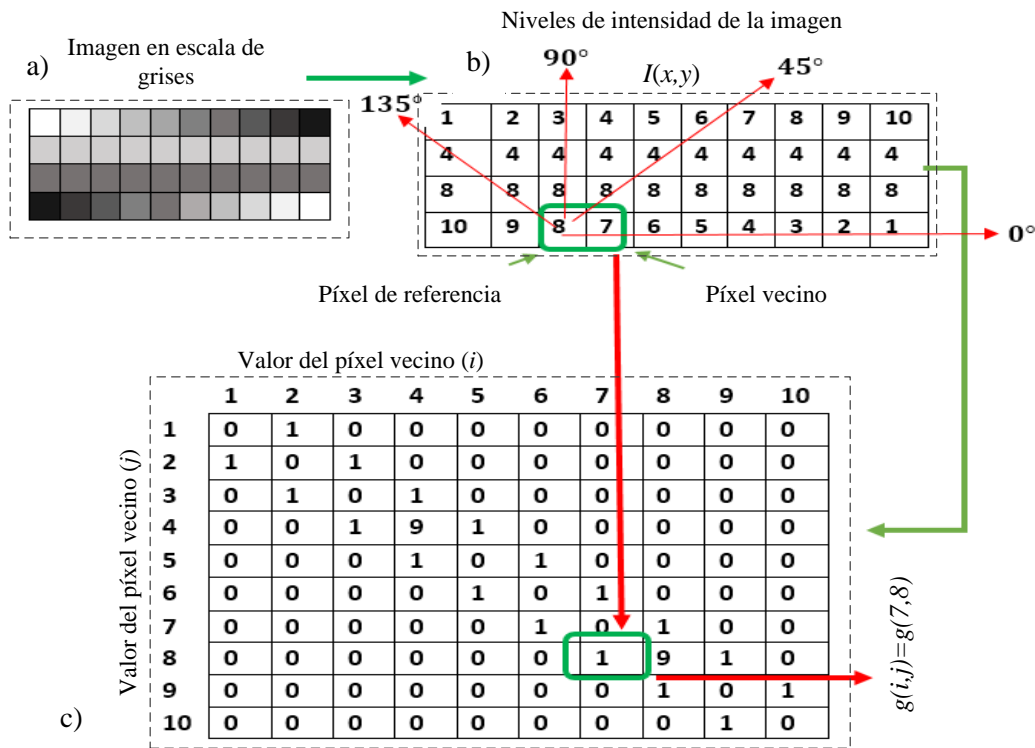 Niveles de intensidad de la imagen
Imagen en escala de
grises
a)
b)
I(x,y)
90°
45°
135°
1 2 3 4 5 6 7 8 9 10
4 4 4 4 4 4 4 4 4 4
8 8 8 8 8 8 8 8 8 8
10 9 8 7 6 5 4 3 2 1
0°
Píxel de referencia
Píxel vecino
Valor del píxel vecino (i)
Valor del píxel vecino (j)
1 2 3 4 5 6 7 8 9 10
1 0 1 0 0 0 0 0 0 0 0
2 1 0 1 0 0 0 0 0 0 0
3 0 1 0 1 0 0 0 0 0 0
4 0 0 1 9 1 0 0 0 0 0
5 0 0 0 1 0 1 0 0 0 0
6 0 0 0 0 1 0 1 0 0 0
7 0 0 0 0 0 1 0 1 0 0
8 0 0 0 0 0 0 1 9 1 0
9 0 0 0 0 0 0 0 1 0 1
10 0 0 0 0 0 0 0 0 1 0
g(i,j)=g(7,8)
c)